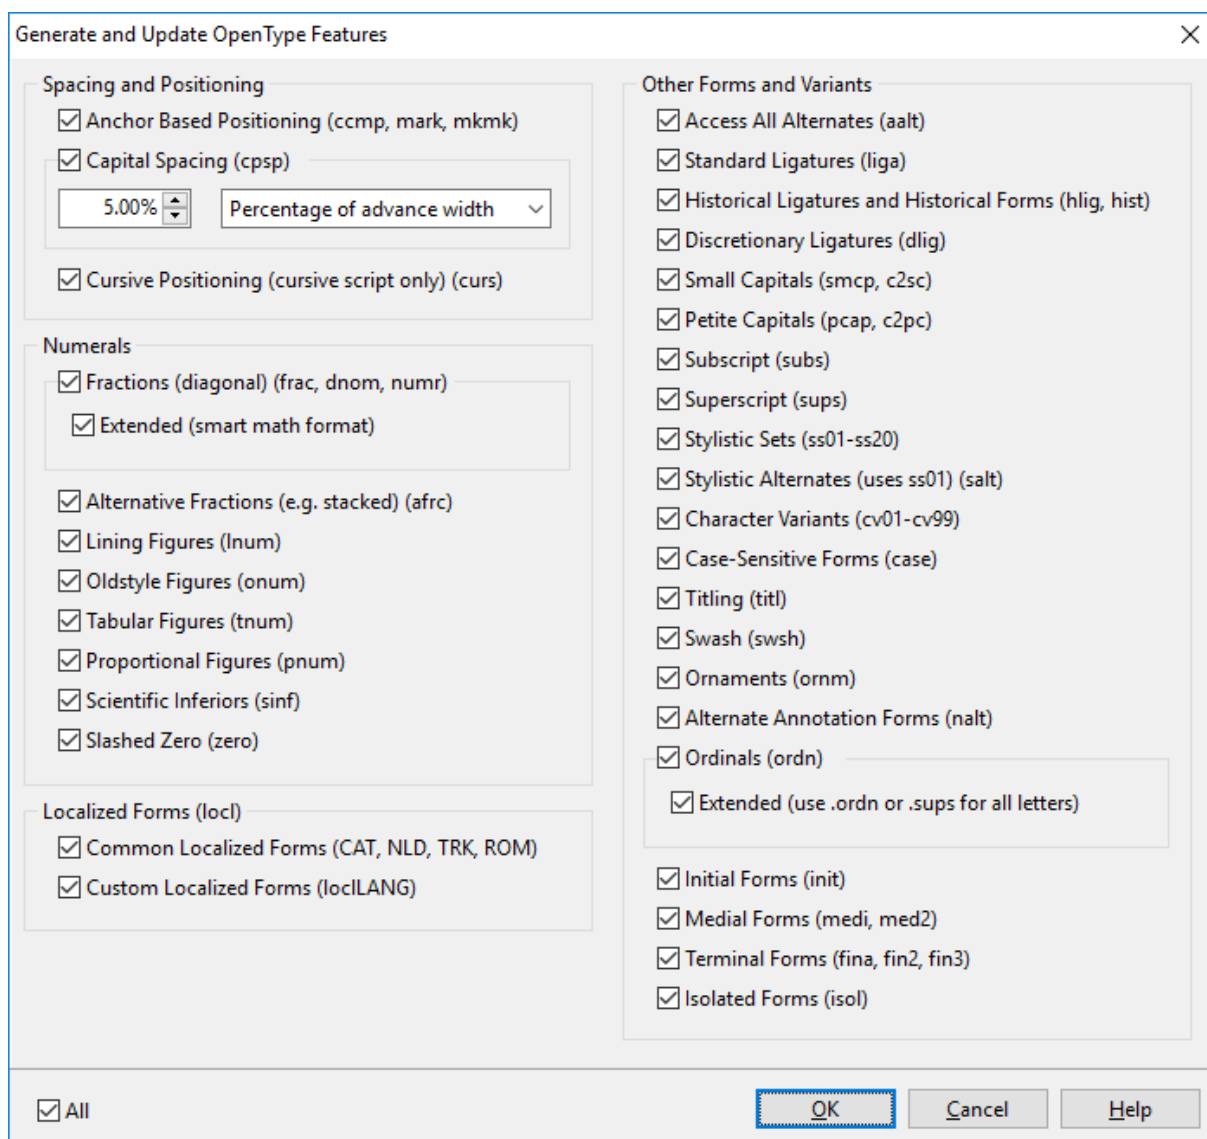 Generate and Update OpenType Features
Spacing and Positioning
Anchor Based Positioning (ccmp, mark, mkmk)
Capital Spacing (cpsp)
5.00%
Percentage of advance width
Cursive Positioning (cursive script only) (curs)
Numerals
Fractions (diagonal) (frac, dnom, numr)
Extended (smart math format)
Alternative Fractions (e.g. stacked) (afrc)
Lining Figures (lnum)
Oldstyle Figures (onum)
Tabular Figures (tnum)
Proportional Figures (pnum)
Scientific Inferiors (sinf)
Slashed Zero (zero)
Localized Forms (locl)
Common Localized Forms (CAT, NLD, TRK, ROM)
Custom Localized Forms (loclLANG)
Other Forms and Variants
Access All Alternates (aalt)
Standard Ligatures (liga)
Historical Ligatures and Historical Forms (hlig, hist)
Discretionary Ligatures (dlig)
Small Capitals (smcp, c2sc)
Petite Capitals (pcap, c2pc)
Subscript (subs)
Superscript (sups)
Stylistic Sets (ss01-ss20)
Stylistic Alternates (uses ss01) (salt)
Character Variants (cv01-cv99)
Case-Sensitive Forms (case)
Titling (titl)
Swash (swsh)
Ornaments (ornm)
Alternate Annotation Forms (nalt)
Ordinals (ordn)
Extended (use .ordn or .sups for all letters)
Initial Forms (init)
Medial Forms (medi, med2)
Terminal Forms (fina, fin2, fin3)
Isolated Forms (isol)
All
OK
Cancel
Help